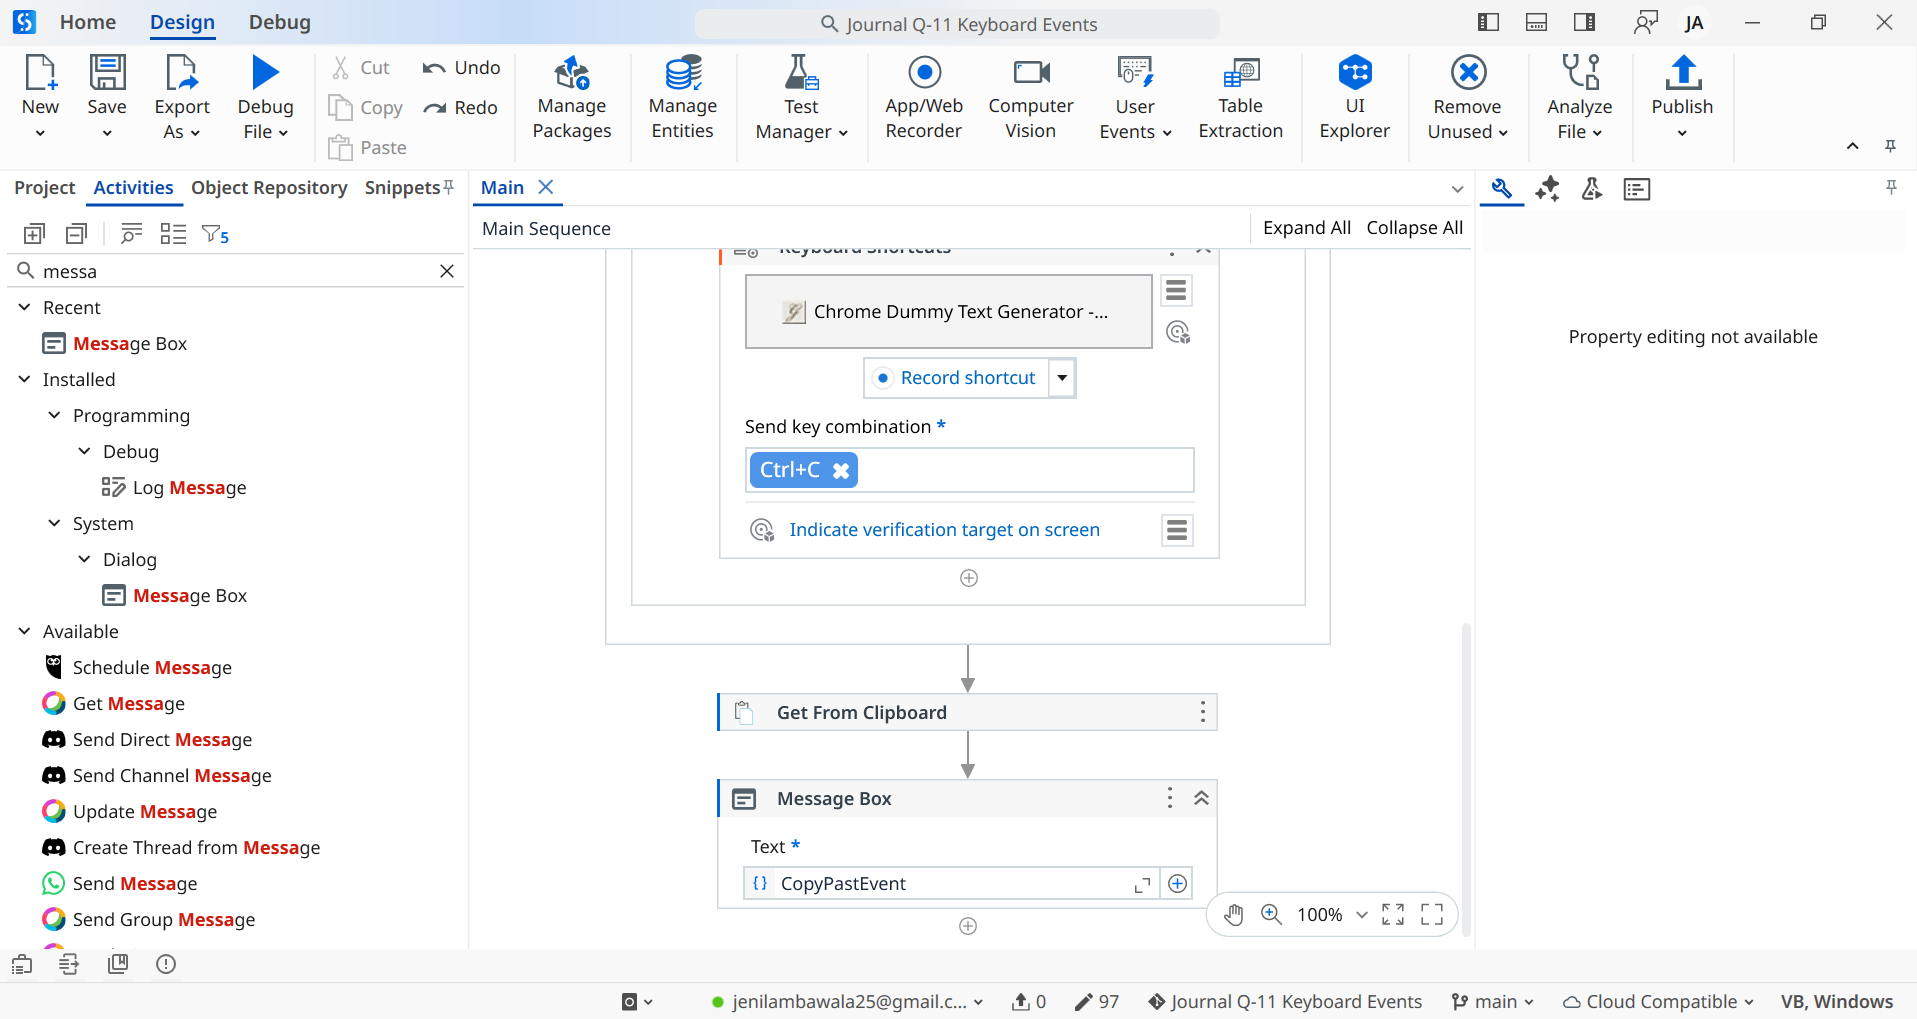 Home Design Debug
Journal Q-11 Keyboard Events
JA
New
Save
Export As
Debug File
Cut
Copy
Paste
Undo
Redo
Manage Packages
Manage Entities
Test Manager
App/Web Recorder
Computer Vision
User Events
Table Extraction
UI Explorer
Remove Unused
Analyze File
Publish
Project Activities Object Repository Snippets
5
messa
Recent
Message Box
Installed
Programming
Debug
Log Message
System
Dialog
Message Box
Available
Schedule Message
Get Message
Send Direct Message
Send Channel Message
Update Message
Create Thread from Message
Send Message
Send Group Message
Main
Main Sequence
Expand All Collapse All
Keyboard Shortcuts
Chrome Dummy Text Generator -...
Record shortcut
Send key combination *
Ctrl+C
Indicate verification target on screen
Get From Clipboard
Message Box
Text *
CopyPastEvent
100%
Property editing not available
jenilambawala25@gmail.c... 0 97 Journal Q-11 Keyboard Events main Cloud Compatible VB, Windows